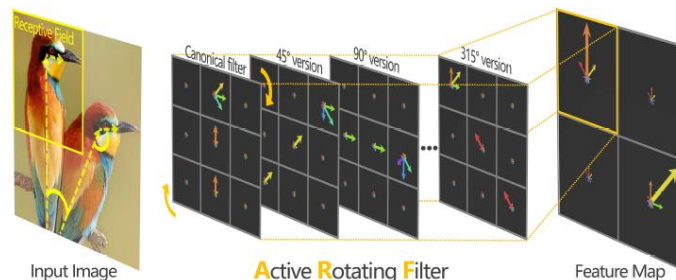 Receptive Field
Canonical filter
45° version
90° version
315° version
Input Image
Active Rotating Filter
Feature Map